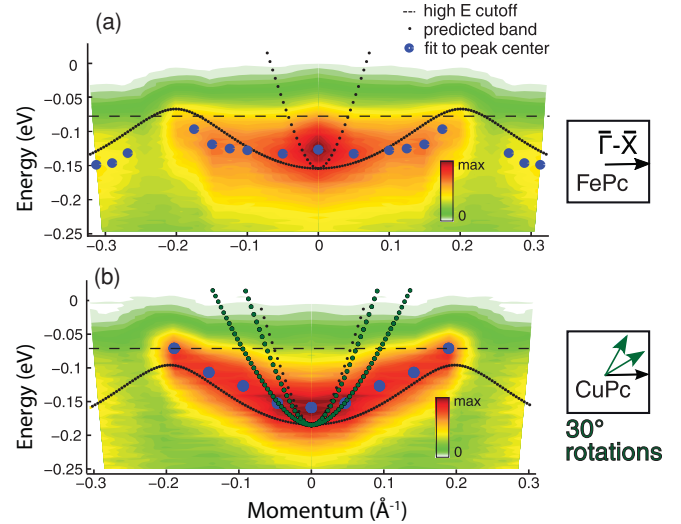 (a)
high E cutoff
predicted band
fit to peak center
Energy (eV)
0
−0.05
−0.1
−0.15
−0.2
−0.25
max
0
−0.3 −0.2 −0.1 0 0.1 0.2 0.3
Γ̄-X̄
FePc
(b)
Energy (eV)
0
−0.05
−0.1
−0.15
−0.2
−0.25
max
0
−0.3 −0.2 −0.1 0 0.1 0.2 0.3
Momentum (Å⁻¹)
CuPc
30°
rotations